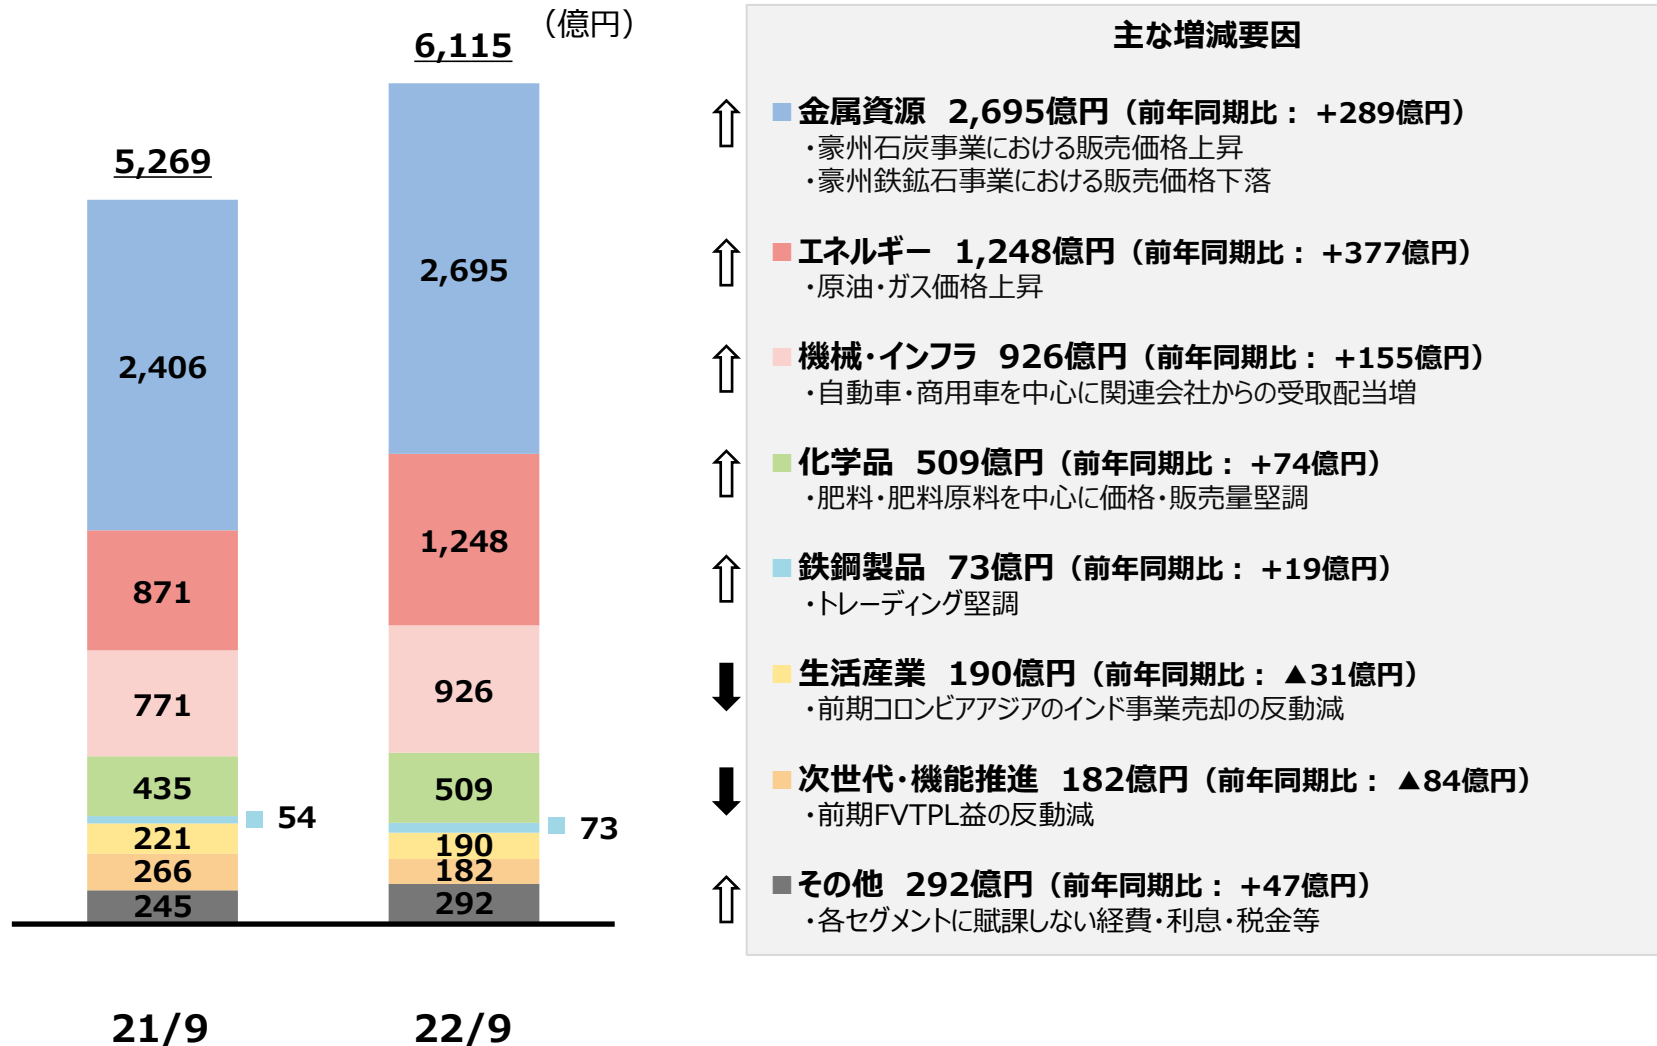 (億円)
5,269
2,406
871
771
435
54
221
266
245
21/9
6,115
2,695
1,248
926
509
73
190
182
292
22/9
主な増減要因
金属資源 2,695億円（前年同期比： +289億円）
・豪州石炭事業における販売価格上昇
・豪州鉄鉱石事業における販売価格下落
エネルギー 1,248億円（前年同期比： +377億円）
・原油・ガス価格上昇
機械・インフラ 926億円（前年同期比： +155億円）
・自動車・商用車を中心に関連会社からの受取配当増
化学品 509億円（前年同期比： +74億円）
・肥料・肥料原料を中心に価格・販売量堅調
鉄鋼製品 73億円（前年同期比： +19億円）
・トレーディング堅調
生活産業 190億円（前年同期比： ▲31億円）
・前期コロンビアアジアのインド事業売却の反動減
次世代・機能推進 182億円（前年同期比： ▲84億円）
・前期FVTPL益の反動減
その他 292億円（前年同期比： +47億円）
・各セグメントに賦課しない経費・利息・税金等